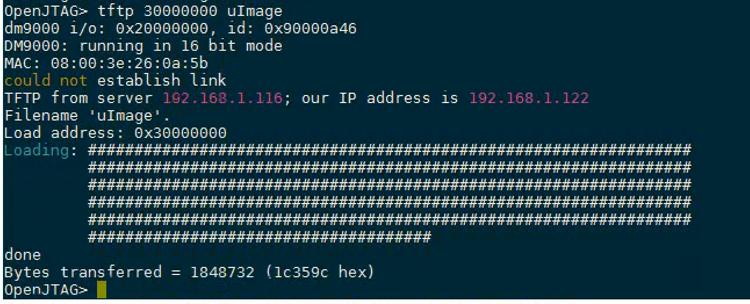 OpenJTAG> tftp 30000000 uImage
dm9000 i/o: 0x20000000, id: 0x90000a46
DM9000: running in 16 bit mode
MAC: 08:00:3e:26:0a:5b
could not establish link
TFTP from server 192.168.1.116; our IP address is 192.168.1.122
Filename 'uImage'.
Load address: 0x30000000
Loading: #################################################################
#################################################################
#################################################################
#################################################################
#################################################################
#####################################
done
Bytes transferred = 1848732 (1c359c hex)
OpenJTAG>